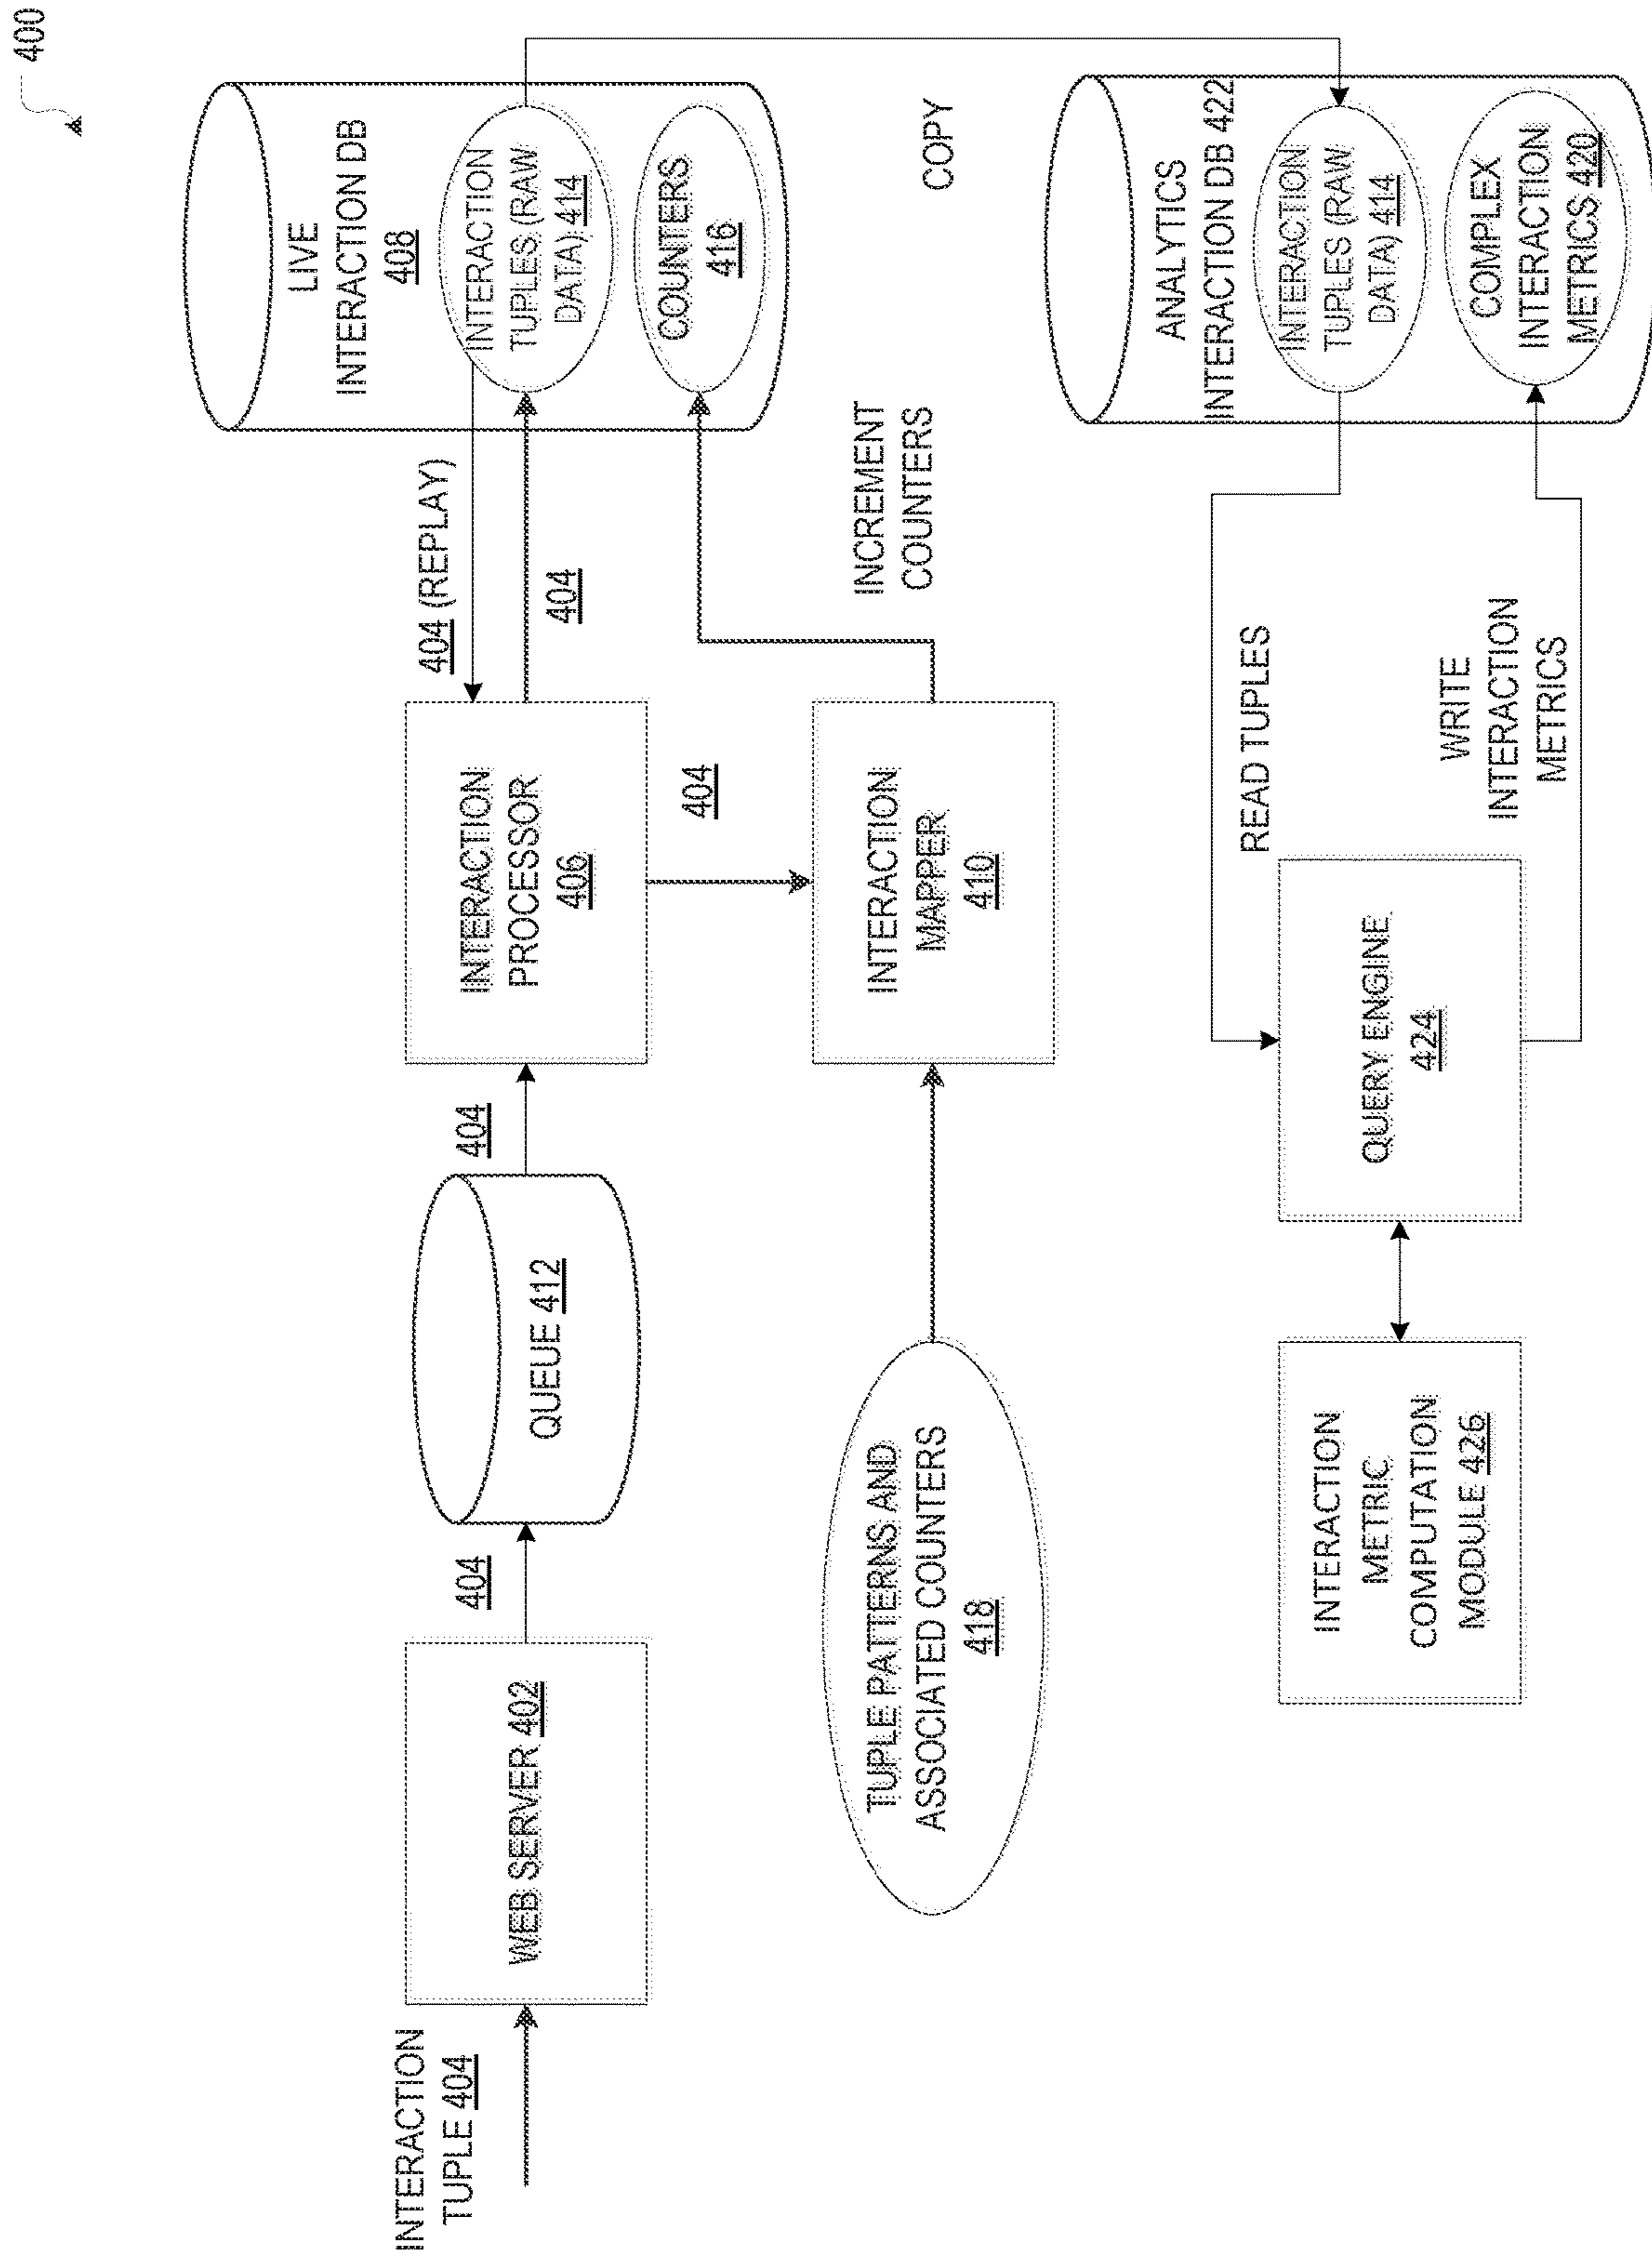 400
INTERACTION
TUPLE 404
WEB SERVER 402
404
QUEUE 412
404
INTERACTION
PROCESSOR
406
404 (REPLAY)
404
LIVE
INTERACTION DB
408
INTERACTION
TUPLES (RAW
DATA) 414
COUNTERS
416
404
TUPLE PATTERNS AND
ASSOCIATED COUNTERS
418
INTERACTION
MAPPER
410
INCREMENT
COUNTERS
COPY
INTERACTION
METRIC
COMPUTATION
MODULE 426
QUERY ENGINE
424
READ TUPLES
WRITE
INTERACTION
METRICS
ANALYTICS
INTERACTION DB 422
INTERACTION
TUPLES (RAW
DATA) 414
COMPLEX
INTERACTION
METRICS 420